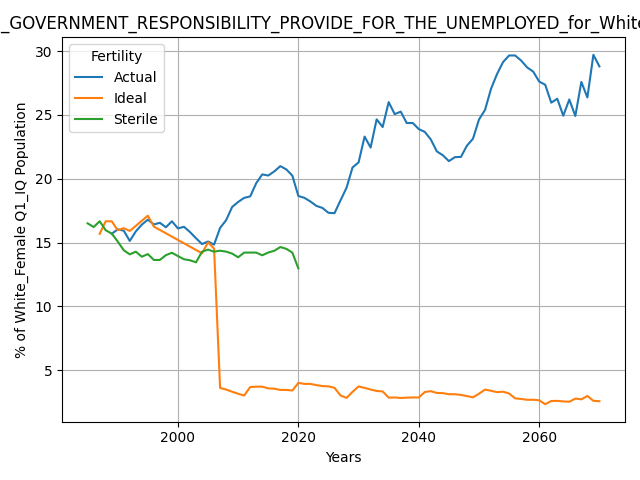 _GOVERNMENT_RESPONSIBILITY_PROVIDE_FOR_THE_UNEMPLOYED_for_White
Fertility
Actual
Ideal
Sterile
% of White_Female Q1_IQ Population
30
25
20
15
10
5
2000
2020
2040
2060
Years